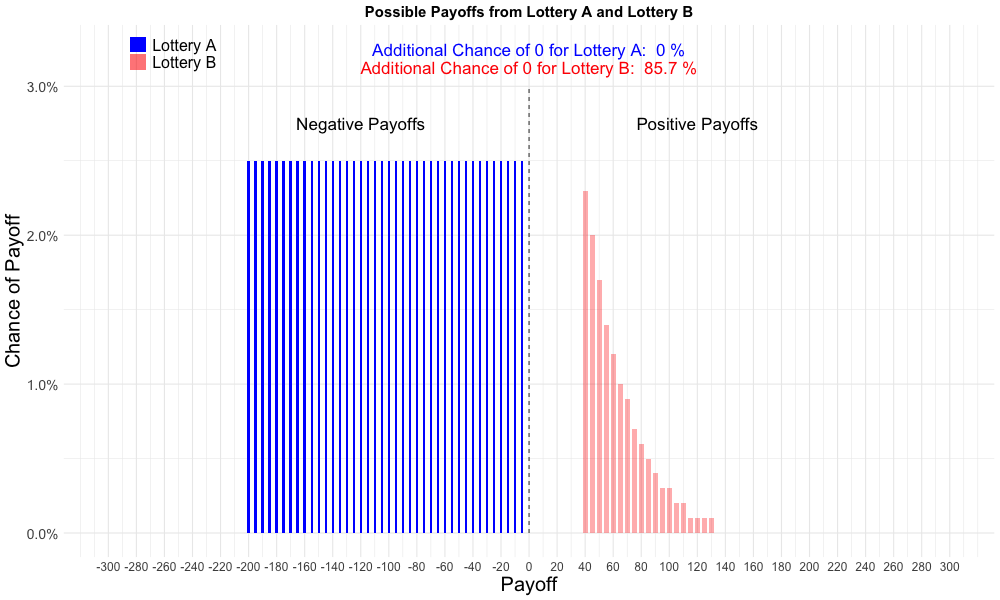 Possible Payoffs from Lottery A and Lottery B
Lottery A
Lottery B
Additional Chance of 0 for Lottery A:  0 %
Additional Chance of 0 for Lottery B:  85.7 %
Negative Payoffs
Positive Payoffs
Chance of Payoff
3.0%
2.0%
1.0%
0.0%
-300 -280 -260 -240 -220 -200 -180 -160 -140 -120 -100 -80 -60 -40 -20 0 20 40 60 80 100 120 140 160 180 200 220 240 260 280 300
Payoff